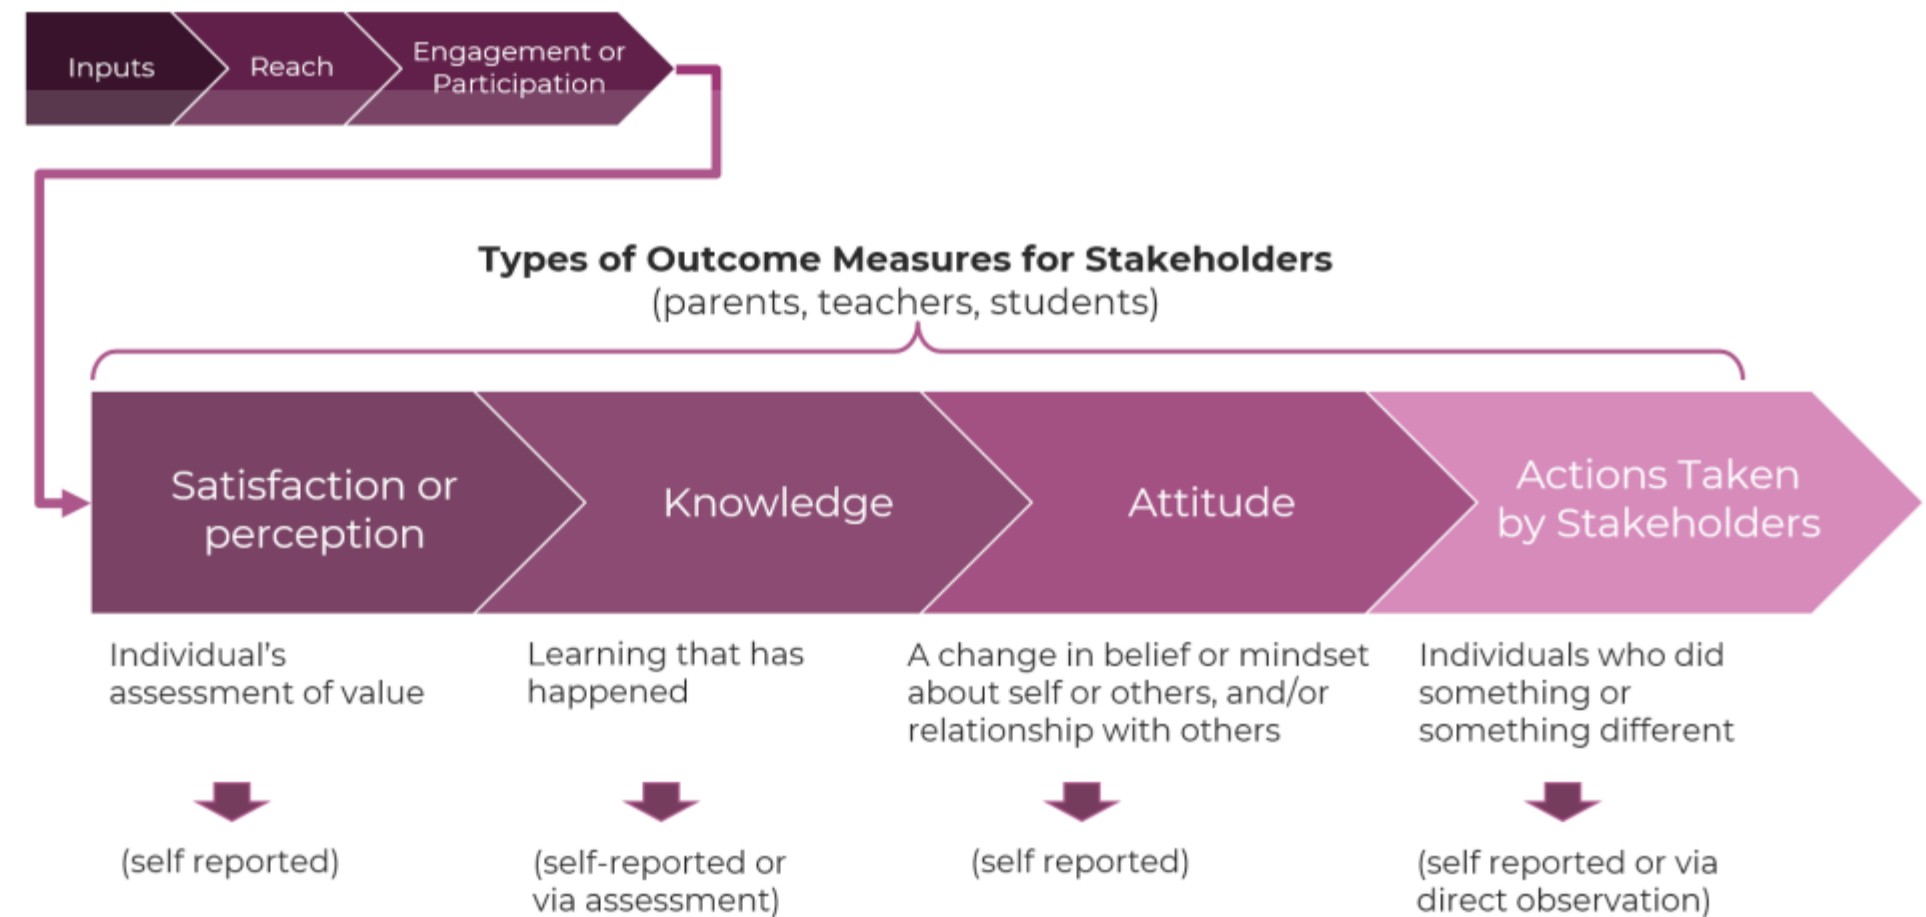 Inputs
Reach
Engagement or
Participation
Types of Outcome Measures for Stakeholders
(parents, teachers, students)
Satisfaction or
perception
Knowledge
Attitude
Actions Taken
by Stakeholders
Individual’s
assessment of value
Learning that has
happened
A change in belief or mindset
about self or others, and/or
relationship with others
Individuals who did
something or
something different
(self reported)
(self-reported or
via assessment)
(self reported)
(self reported or via
direct observation)